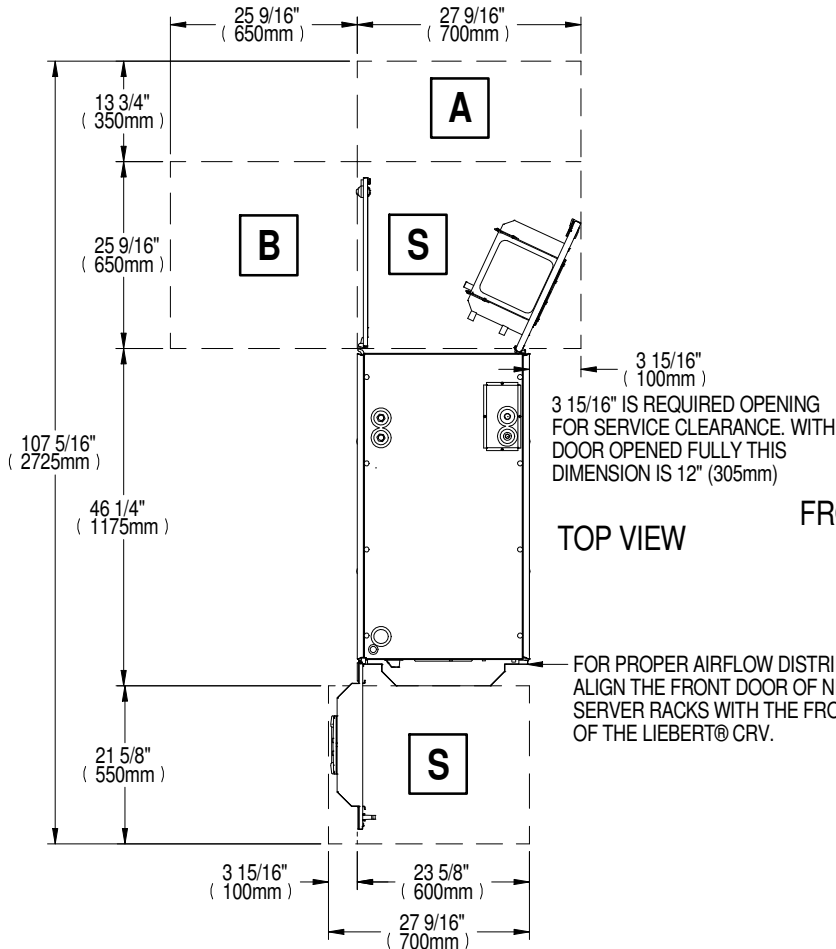 25 9/16"
( 650mm )
27 9/16"
( 700mm )
13 3/4"
( 350mm )
A
25 9/16"
( 650mm )
B
S
3 15/16"
( 100mm )
3 15/16" IS REQUIRED OPENING
FOR SERVICE CLEARANCE. WITH
DOOR OPENED FULLY THIS
DIMENSION IS 12" (305mm)
107 5/16"
( 2725mm )
46 1/4"
( 1175mm )
TOP VIEW
FOR PROPER AIRFLOW
ALIGN THE FRONT DOOR OF
SERVER RACKS WITH THE
OF THE LIEBERT® CRV.
21 5/8"
( 550mm )
S
3 15/16"
( 100mm )
23 5/8"
( 600mm )
27 9/16"
( 700mm )